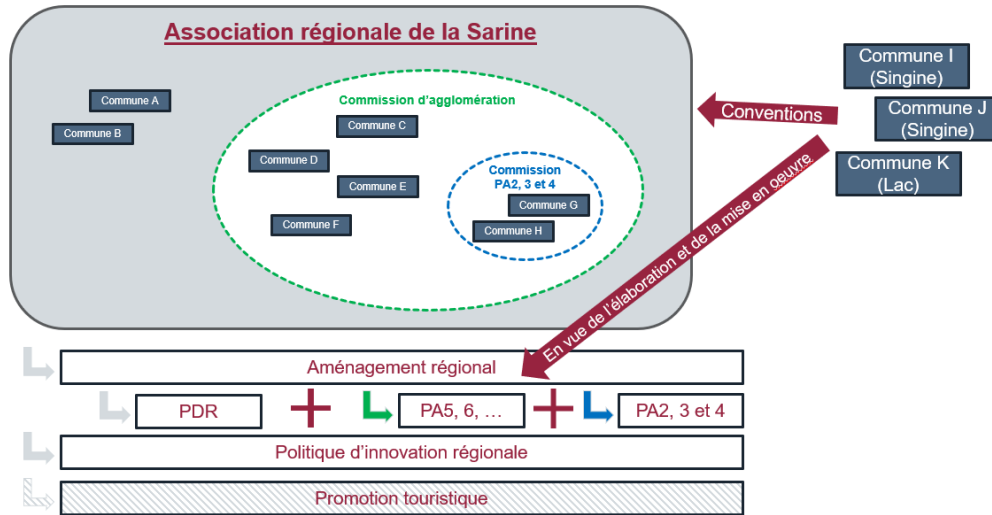 Association régionale de la Sarine
Commune A
Commune B
Commission d'agglomération
Commune C
Commune D
Commune E
Commune F
Commission
PA2, 3 et 4
Commune G
Commune H
Conventions
Commune I
(Singine)
Commune J
(Singine)
Commune K
(Lac)
En vue de l'élaboration et de la mise en oeuvre
Aménagement régional
PDR
PA5, 6, …
PA2, 3 et 4
Politique d'innovation régionale
Promotion touristique